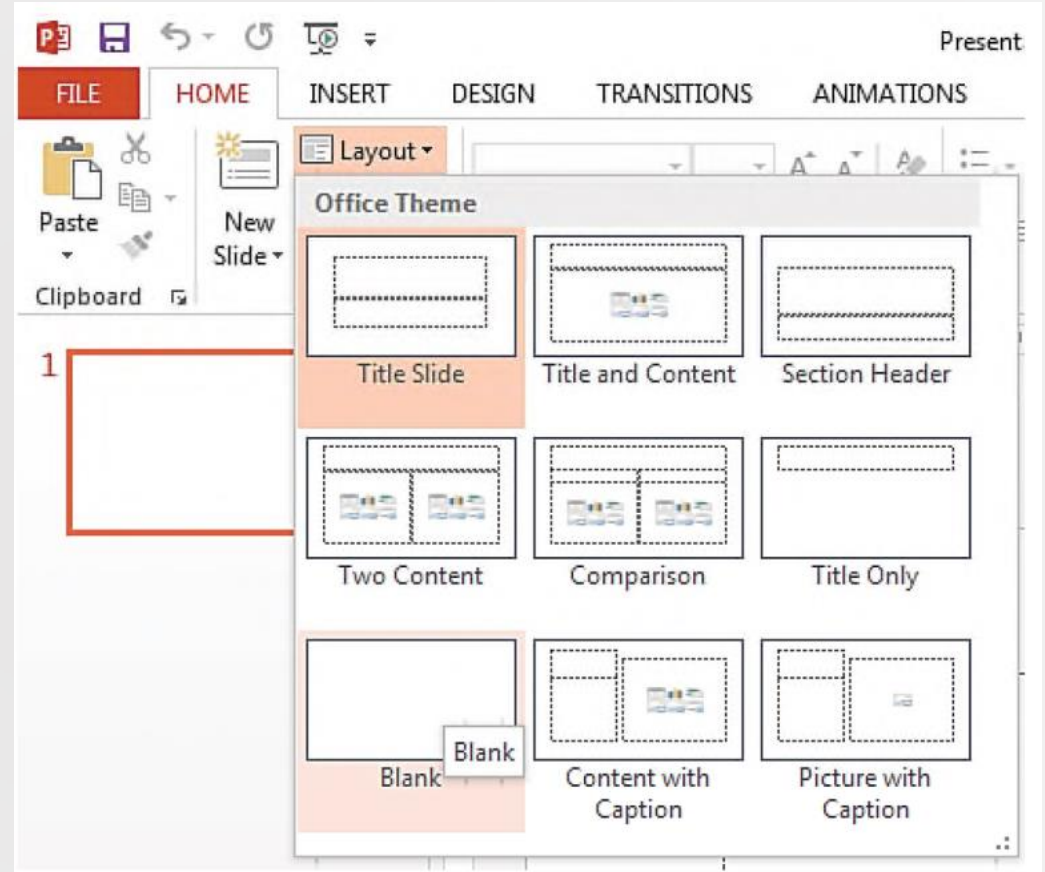 Present
FILE HOME INSERT DESIGN TRANSITIONS ANIMATIONS
Layout
Paste
New
Slide
Clipboard
Office Theme
1
Title Slide
Title and Content
Section Header
Two Content
Comparison
Title Only
Blank
Blank
Content with
Caption
Picture with
Caption